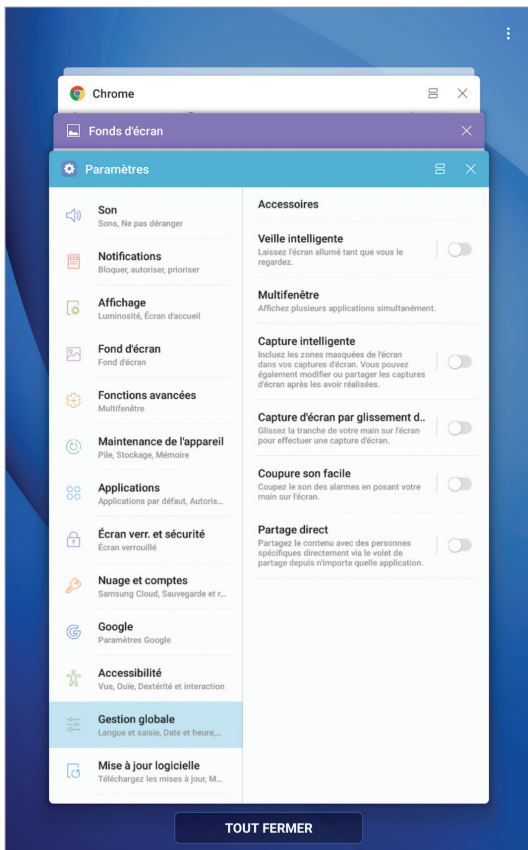 Chrome
Fonds d'écran
Paramètres
Son
Sons, Ne pas déranger
Notifications
Bloquer, autoriser, prioriser
Affichage
Luminosité, Écran d'accueil
Fond d'écran
Fond d'écran
Fonctions avancées
Multifenêtre
Maintenance de l'appareil
Pile, Stockage, Mémoire
Applications
Applications par défaut, Autoris...
Écran verr. et sécurité
Écran verrouillé
Nuage et comptes
Samsung Cloud, Sauvegarde et r...
Google
Paramètres Google
Accessibilité
Vue, Ouïe, Dextérité et interaction
Gestion globale
Langue et saisie, Date et heure,...
Mise à jour logicielle
Téléchargez les mises à jour, M...
Accessoires
Veille intelligente
Laissez l'écran allumé tant que vous le
regardez.
Multifenêtre
Affichez plusieurs applications simultanément.
Capture intelligente
Incluez les zones masquées de l'écran
dans vos captures d'écran. Vous pouvez
également modifier ou partager les captures
d'écran après les avoir réalisées.
Capture d'écran par glissement d..
Glissez la tranche de votre main sur l'écran
pour effectuer une capture d'écran.
Coupure son facile
Coupez le son des alarmes en posant votre
main sur l'écran.
Partage direct
Partagez le contenu avec des personnes
spécifiques directement via le volet de
partage depuis n'importe quelle application.
TOUT FERMER